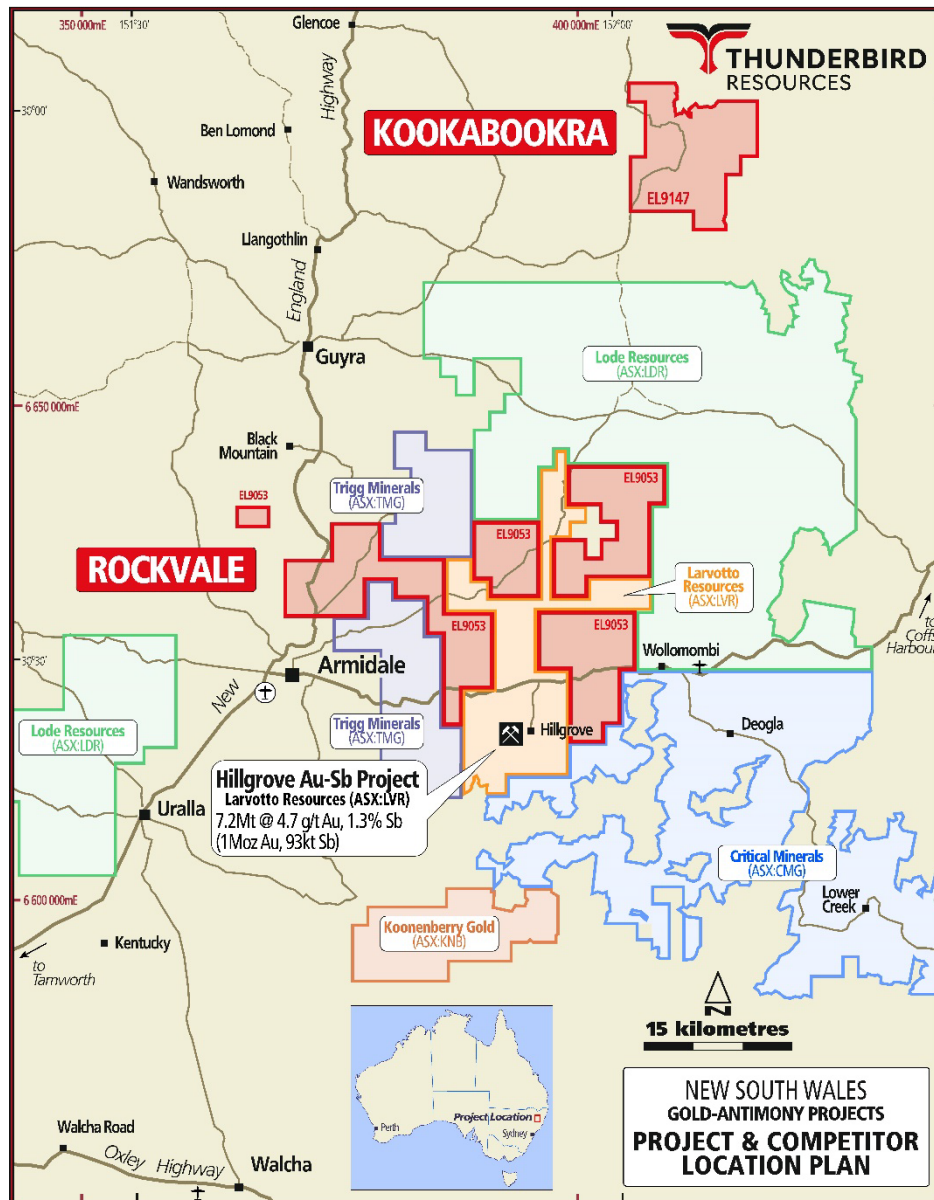 350 000mE
151°30'
Glencoe
400 000mE
152°00'
THUNDERBIRD
RESOURCES
30°00'
Ben Lomond
Highway
KOOKABOOKRA
Wandsworth
EL9147
Llangothlin
England
Guyra
Lode Resources
(ASX:LDR)
6 650 000mE
Black
Mountain
Trigg Minerals
(ASX:TMG)
EL9053
EL9053
EL9053
ROCKVALE
Larvotto
Resources
(ASX:LVR)
EL9053
EL9053
to
Coffs
Harbour
30°30'
Wollomombi
Armidale
New
Lode Resources
(ASX:LDR)
Trigg Minerals
(ASX:TMG)
Hillgrove
Deogla
Hillgrove Au-Sb Project
Larvotto Resources (ASX:LVR)
7.2Mt @ 4.7 g/t Au, 1.3% Sb
(1Moz Au, 93kt Sb)
Uralla
Critical Minerals
(ASX:CMG)
Lower
Creek
6 600 000mE
Koonenberry Gold
(ASX:KNB)
Kentucky
to
Tamworth
N
15 kilometres
Project Location
Perth
Sydney
NEW SOUTH WALES
GOLD-ANTIMONY PROJECTS
PROJECT & COMPETITOR
LOCATION PLAN
Walcha Road
Oxley Highway
Walcha